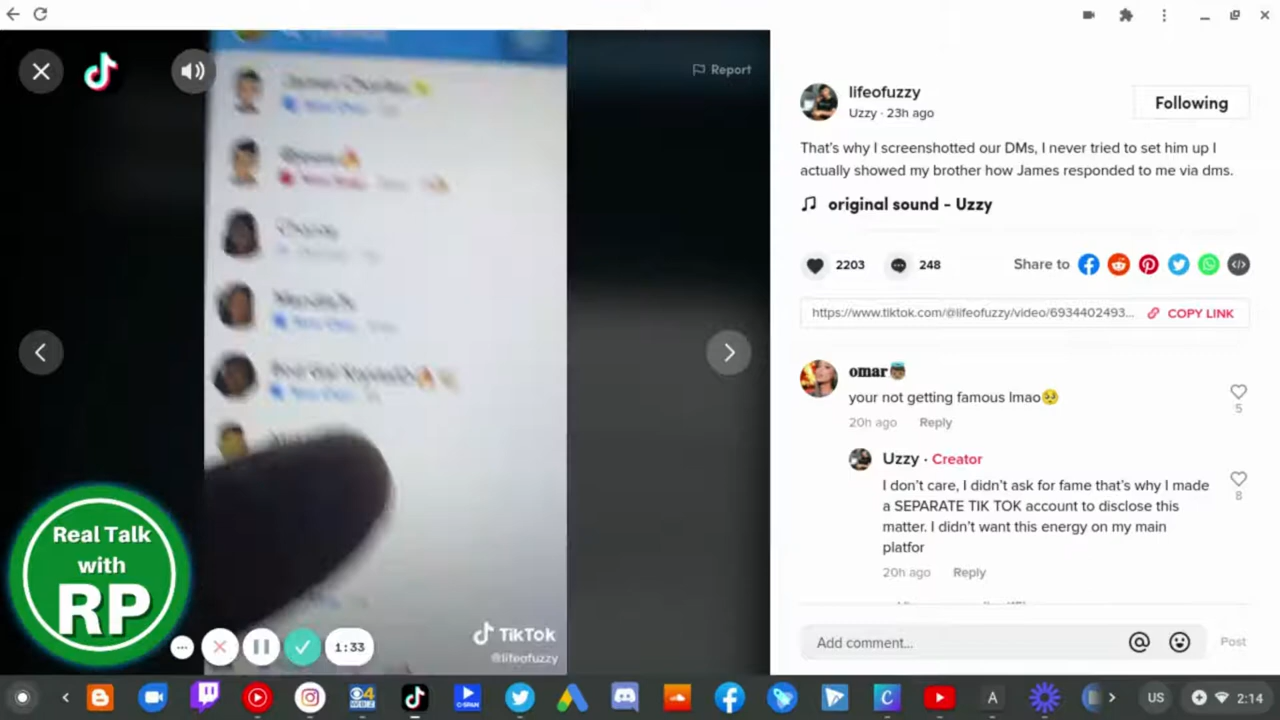 Report
lifeofuzzy
Uzzy · 23h ago
Following
That's why I screenshotted our DMs, I never tried to set him up I
actually showed my brother how James responded to me via dms.
original sound - Uzzy
2203
248
Share to
https://www.tiktok.com/@lifeofuzzy/video/6934402493...
COPY LINK
omar
your not getting famous lmao🥺
5
20h ago
Reply
Uzzy · Creator
I don't care, I didn't ask for fame that's why I made
a SEPARATE TIK TOK account to disclose this
matter. I didn't want this energy on my main
platfor
8
20h ago
Reply
Add comment...
Post
Real Talk
with
RP
1:33
TikTok
@lifeofuzzy
4
WBZ
C-SPAN
C
A
US
2:14